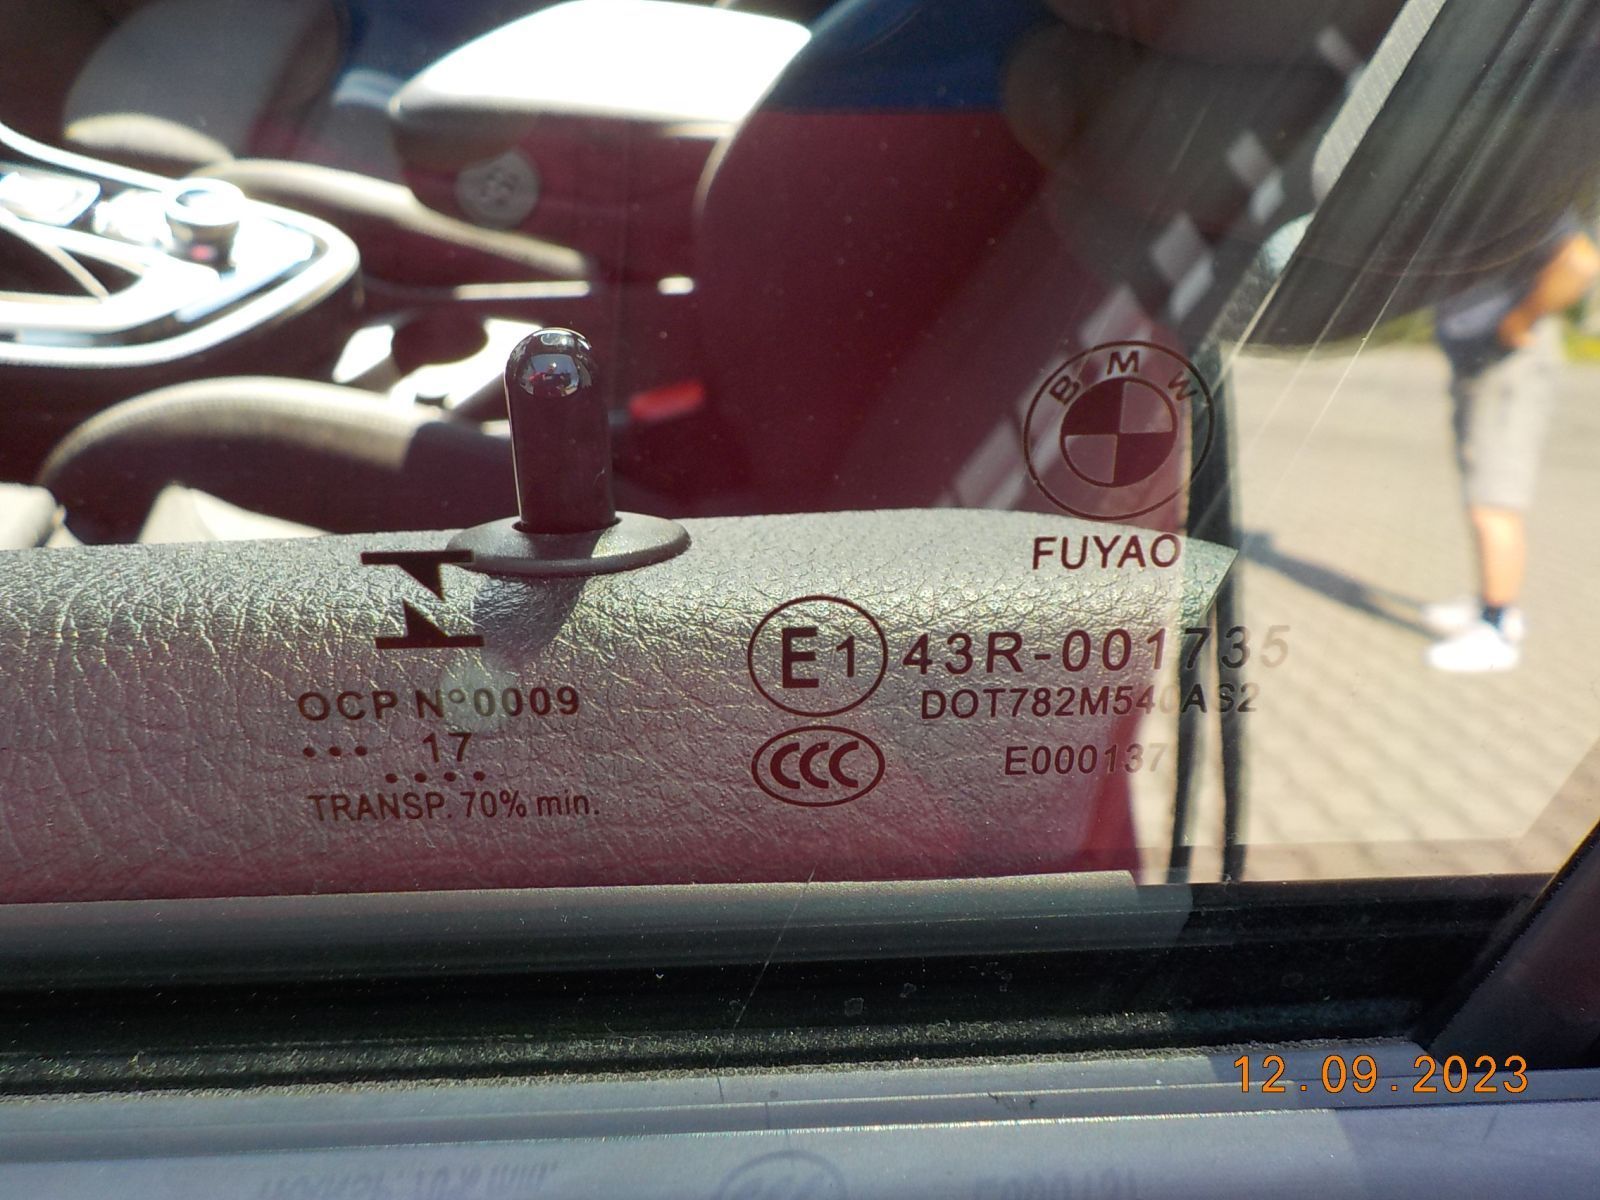 BMW
FUYAO
E1 43R-001735
DOT782M540AS2
CCC E000137
OCP N°0009
... 17
....
TRANSP. 70% min.
12.09.2023